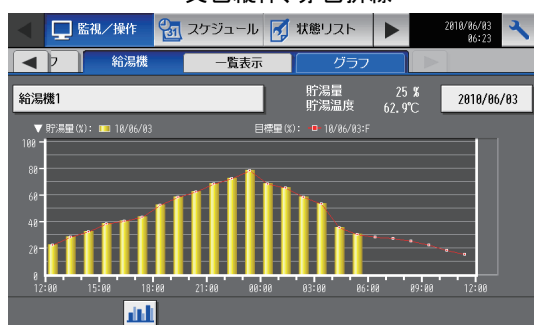 監視/操作 31 スケジュール 状態リスト 2010/06/03
06:23
給湯機 一覧表示 グラフ
給湯機1 貯湯量 25 % 2010/06/03
貯湯温度 62.9℃
▼ 貯湯量(%): 10/06/03 目標量(%): 10/06/03:F
100
80
60
40
20
0
12:00 15:00 18:00 21:00 00:00 03:00 06:00 09:00 12:00